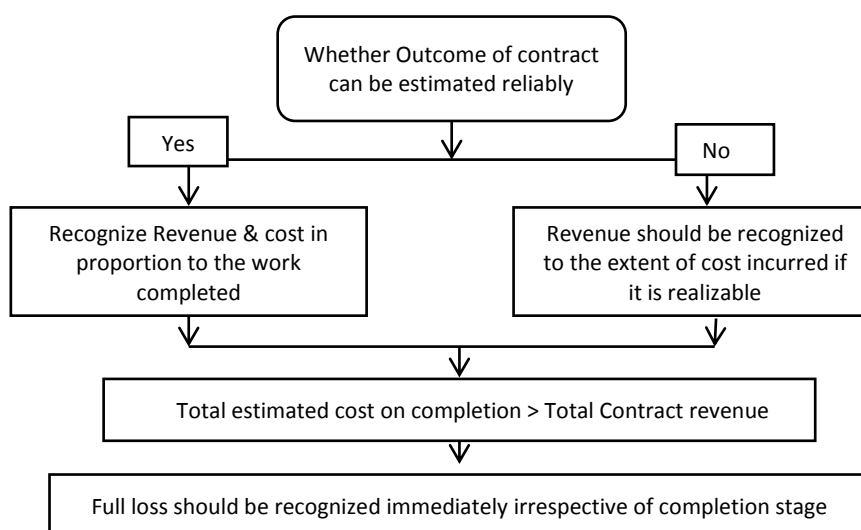 Whether Outcome of contract
can be estimated reliably
Yes
No
Recognize Revenue & cost in
proportion to the work
completed
Revenue should be recognized
to the extent of cost incurred if
it is realizable
Total estimated cost on completion > Total Contract revenue
Full loss should be recognized immediately irrespective of completion stage